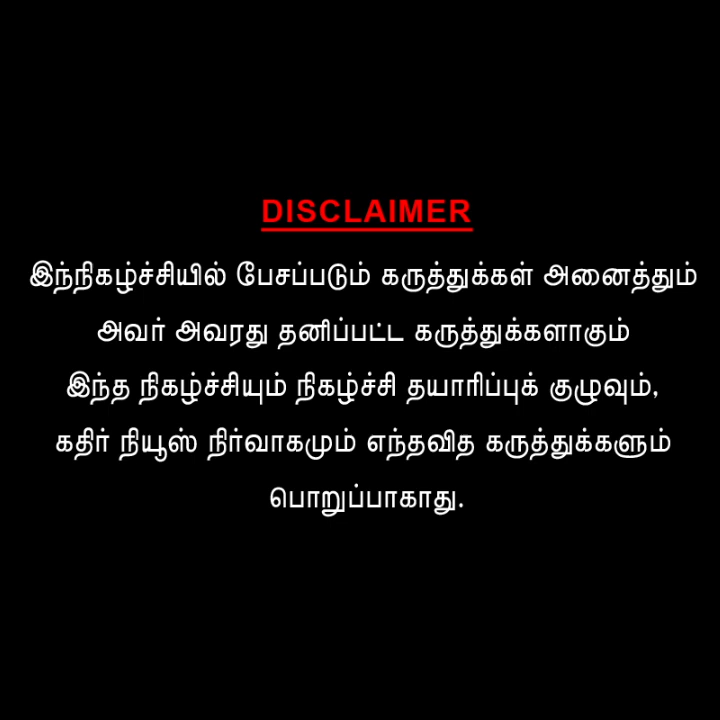 DISCLAIMER
இந்நிகழ்ச்சியில் பேசப்படும் கருத்துக்கள் அனைத்தும்
அவர் அவரது தனிப்பட்ட கருத்துக்களாகும்
இந்த நிகழ்ச்சியும் நிகழ்ச்சி தயாரிப்புக் குழுவும்,
கதிர் நியூஸ் நிர்வாகமும் எந்தவித கருத்துக்களும்
பொறுப்பாகாது.